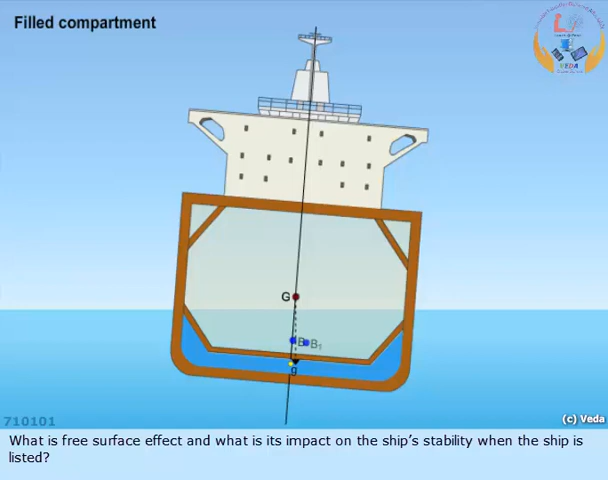 Filled compartment
VEDA
G
B B₁
g
710101
(c) Veda
What is free surface effect and what is its impact on the ship's stability when the ship is
listed?